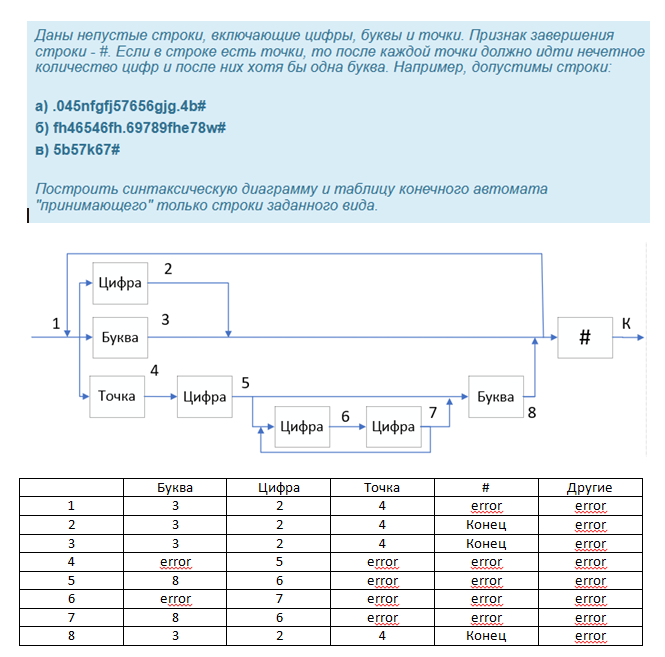 Даны непустые строки, включающие цифры, буквы и точки. Признак завершения
строки - #. Если в строке есть точки, то после каждой точки должно идти нечетное
количество цифр и после них хотя бы одна буква. Например, допустимы строки:
а) .045nfgfj57656gjg.4b#
б) fh46546fh.69789fhe78w#
в) 5b57k67#
Построить синтаксическую диаграмму и таблицу конечного автомата
"принимающего" только строки заданного вида.
Цифра 2
1 Буква 3 # К
Точка 4 Цифра 5 Буква 8
Цифра 6 Цифра 7
Буква Цифра Точка # Другие
1 3 2 4 error error
2 3 2 4 Конец error
3 3 2 4 Конец error
4 error 5 error error error
5 8 6 error error error
6 error 7 error error error
7 8 6 error error error
8 3 2 4 Конец error